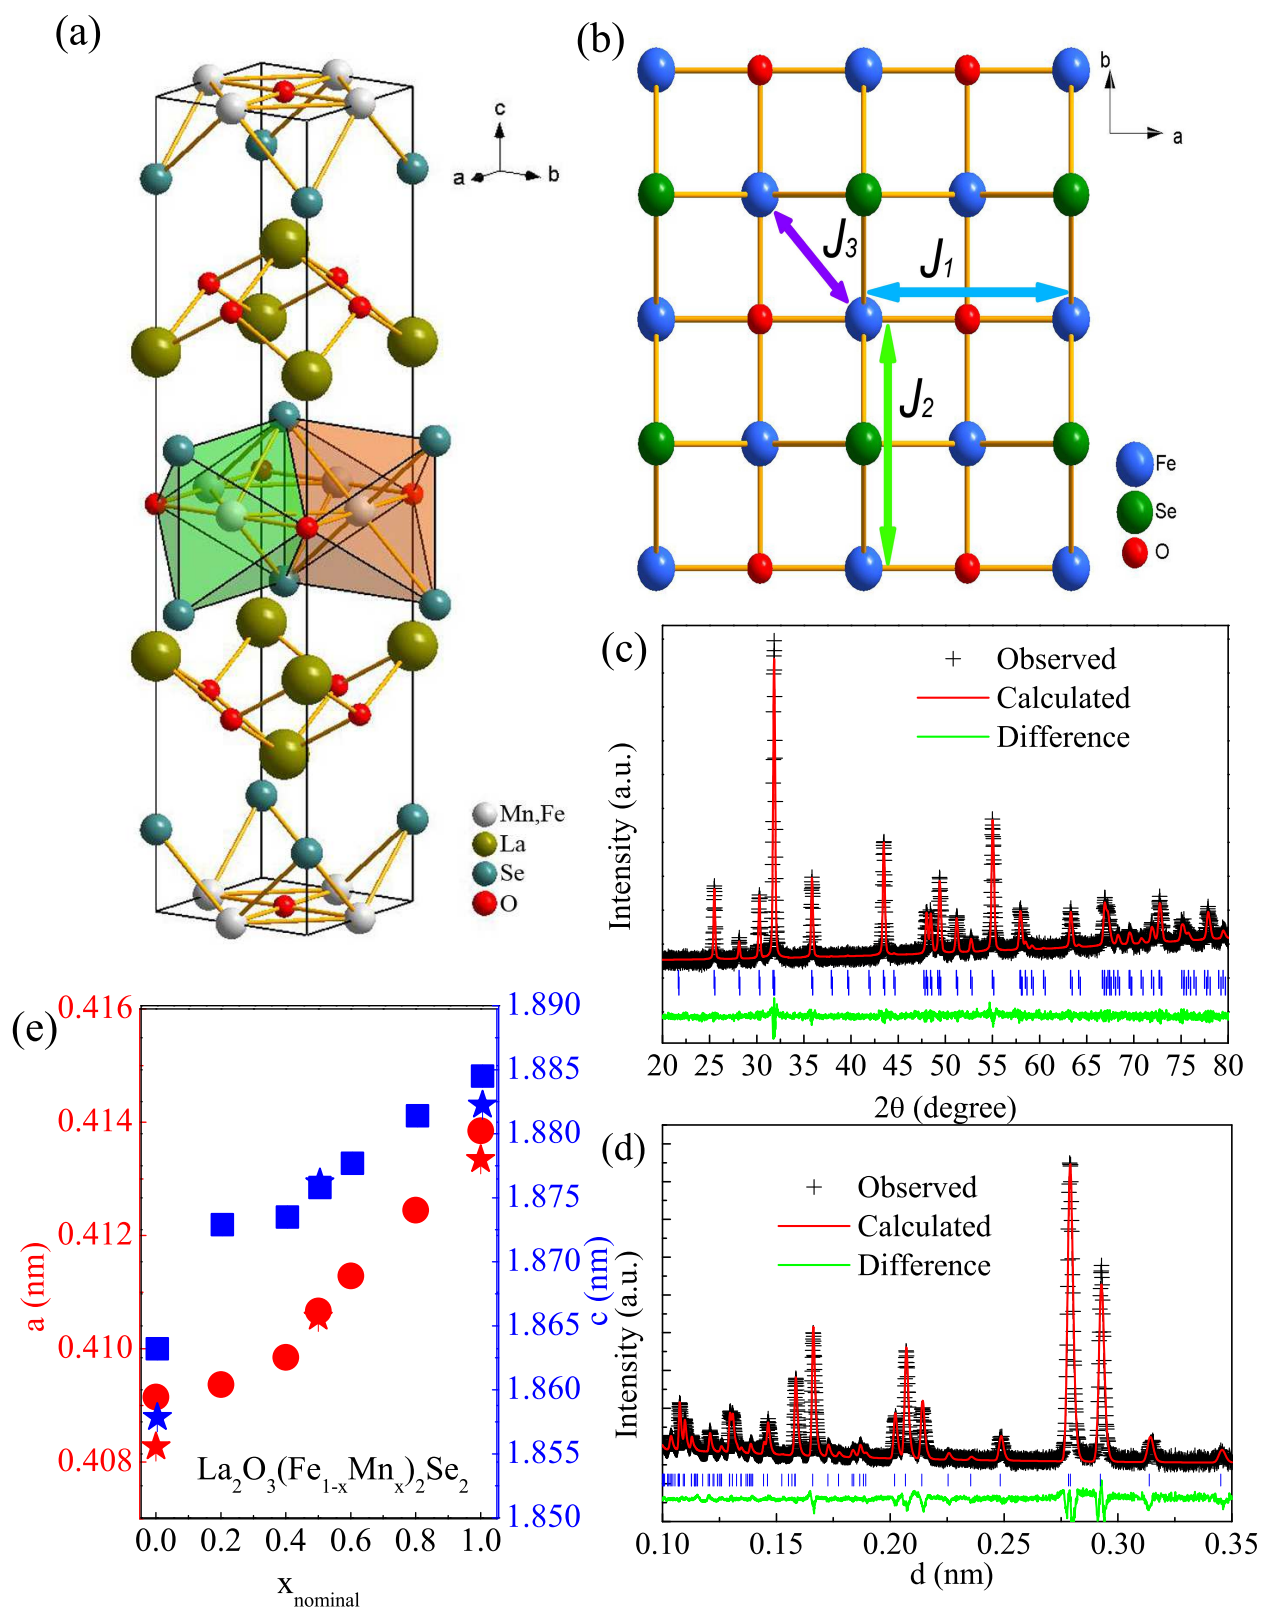 (a)
c
a
b
Mn,Fe
La
Se
O
(b)
b
a
J3
J1
J2
Fe
Se
O
(c)
Observed
Calculated
Difference
Intensity (a.u.)
20 25 30 35 40 45 50 55 60 65 70 75 80
2θ (degree)
(d)
Observed
Calculated
Difference
Intensity (a.u.)
0.10 0.15 0.20 0.25 0.30 0.35
d (nm)
(e)
0.416
0.414
0.412
0.410
0.408
a (nm)
1.890
1.885
1.880
1.875
1.870
1.865
1.860
1.855
1.850
c (nm)
La2O3(Fe1-xMnx)2Se2
0.0 0.2 0.4 0.6 0.8 1.0
xnominal